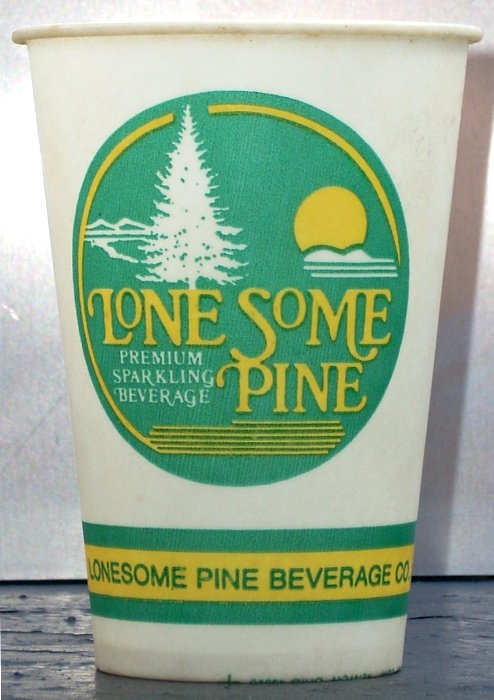 LONE SOME
PREMIUM
SPARKLING
BEVERAGE
PINE
LONESOME PINE BEVERAGE CO.